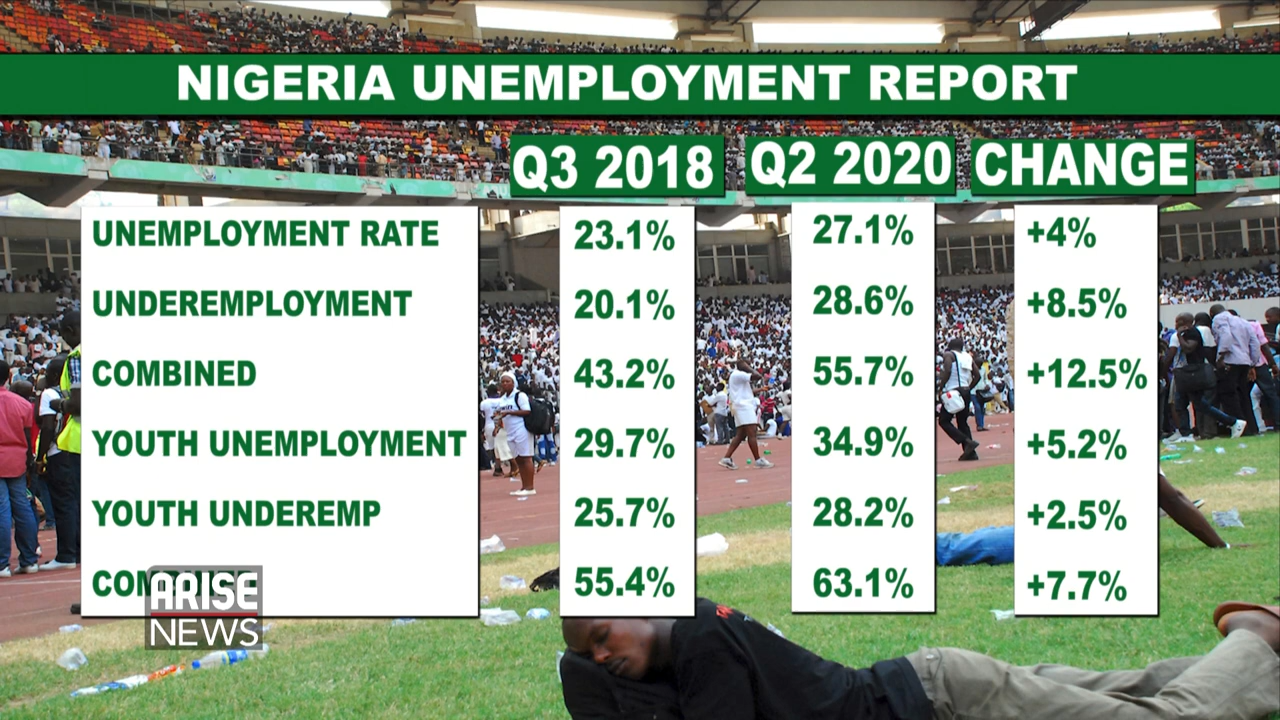 NIGERIA UNEMPLOYMENT REPORT
Q3 2018 Q2 2020 CHANGE
UNEMPLOYMENT RATE 23.1% 27.1% +4%
UNDEREMPLOYMENT 20.1% 28.6% +8.5%
COMBINED 43.2% 55.7% +12.5%
YOUTH UNEMPLOYMENT 29.7% 34.9% +5.2%
YOUTH UNDEREMP 25.7% 28.2% +2.5%
COMBINED 55.4% 63.1% +7.7%
ARISE
NEWS